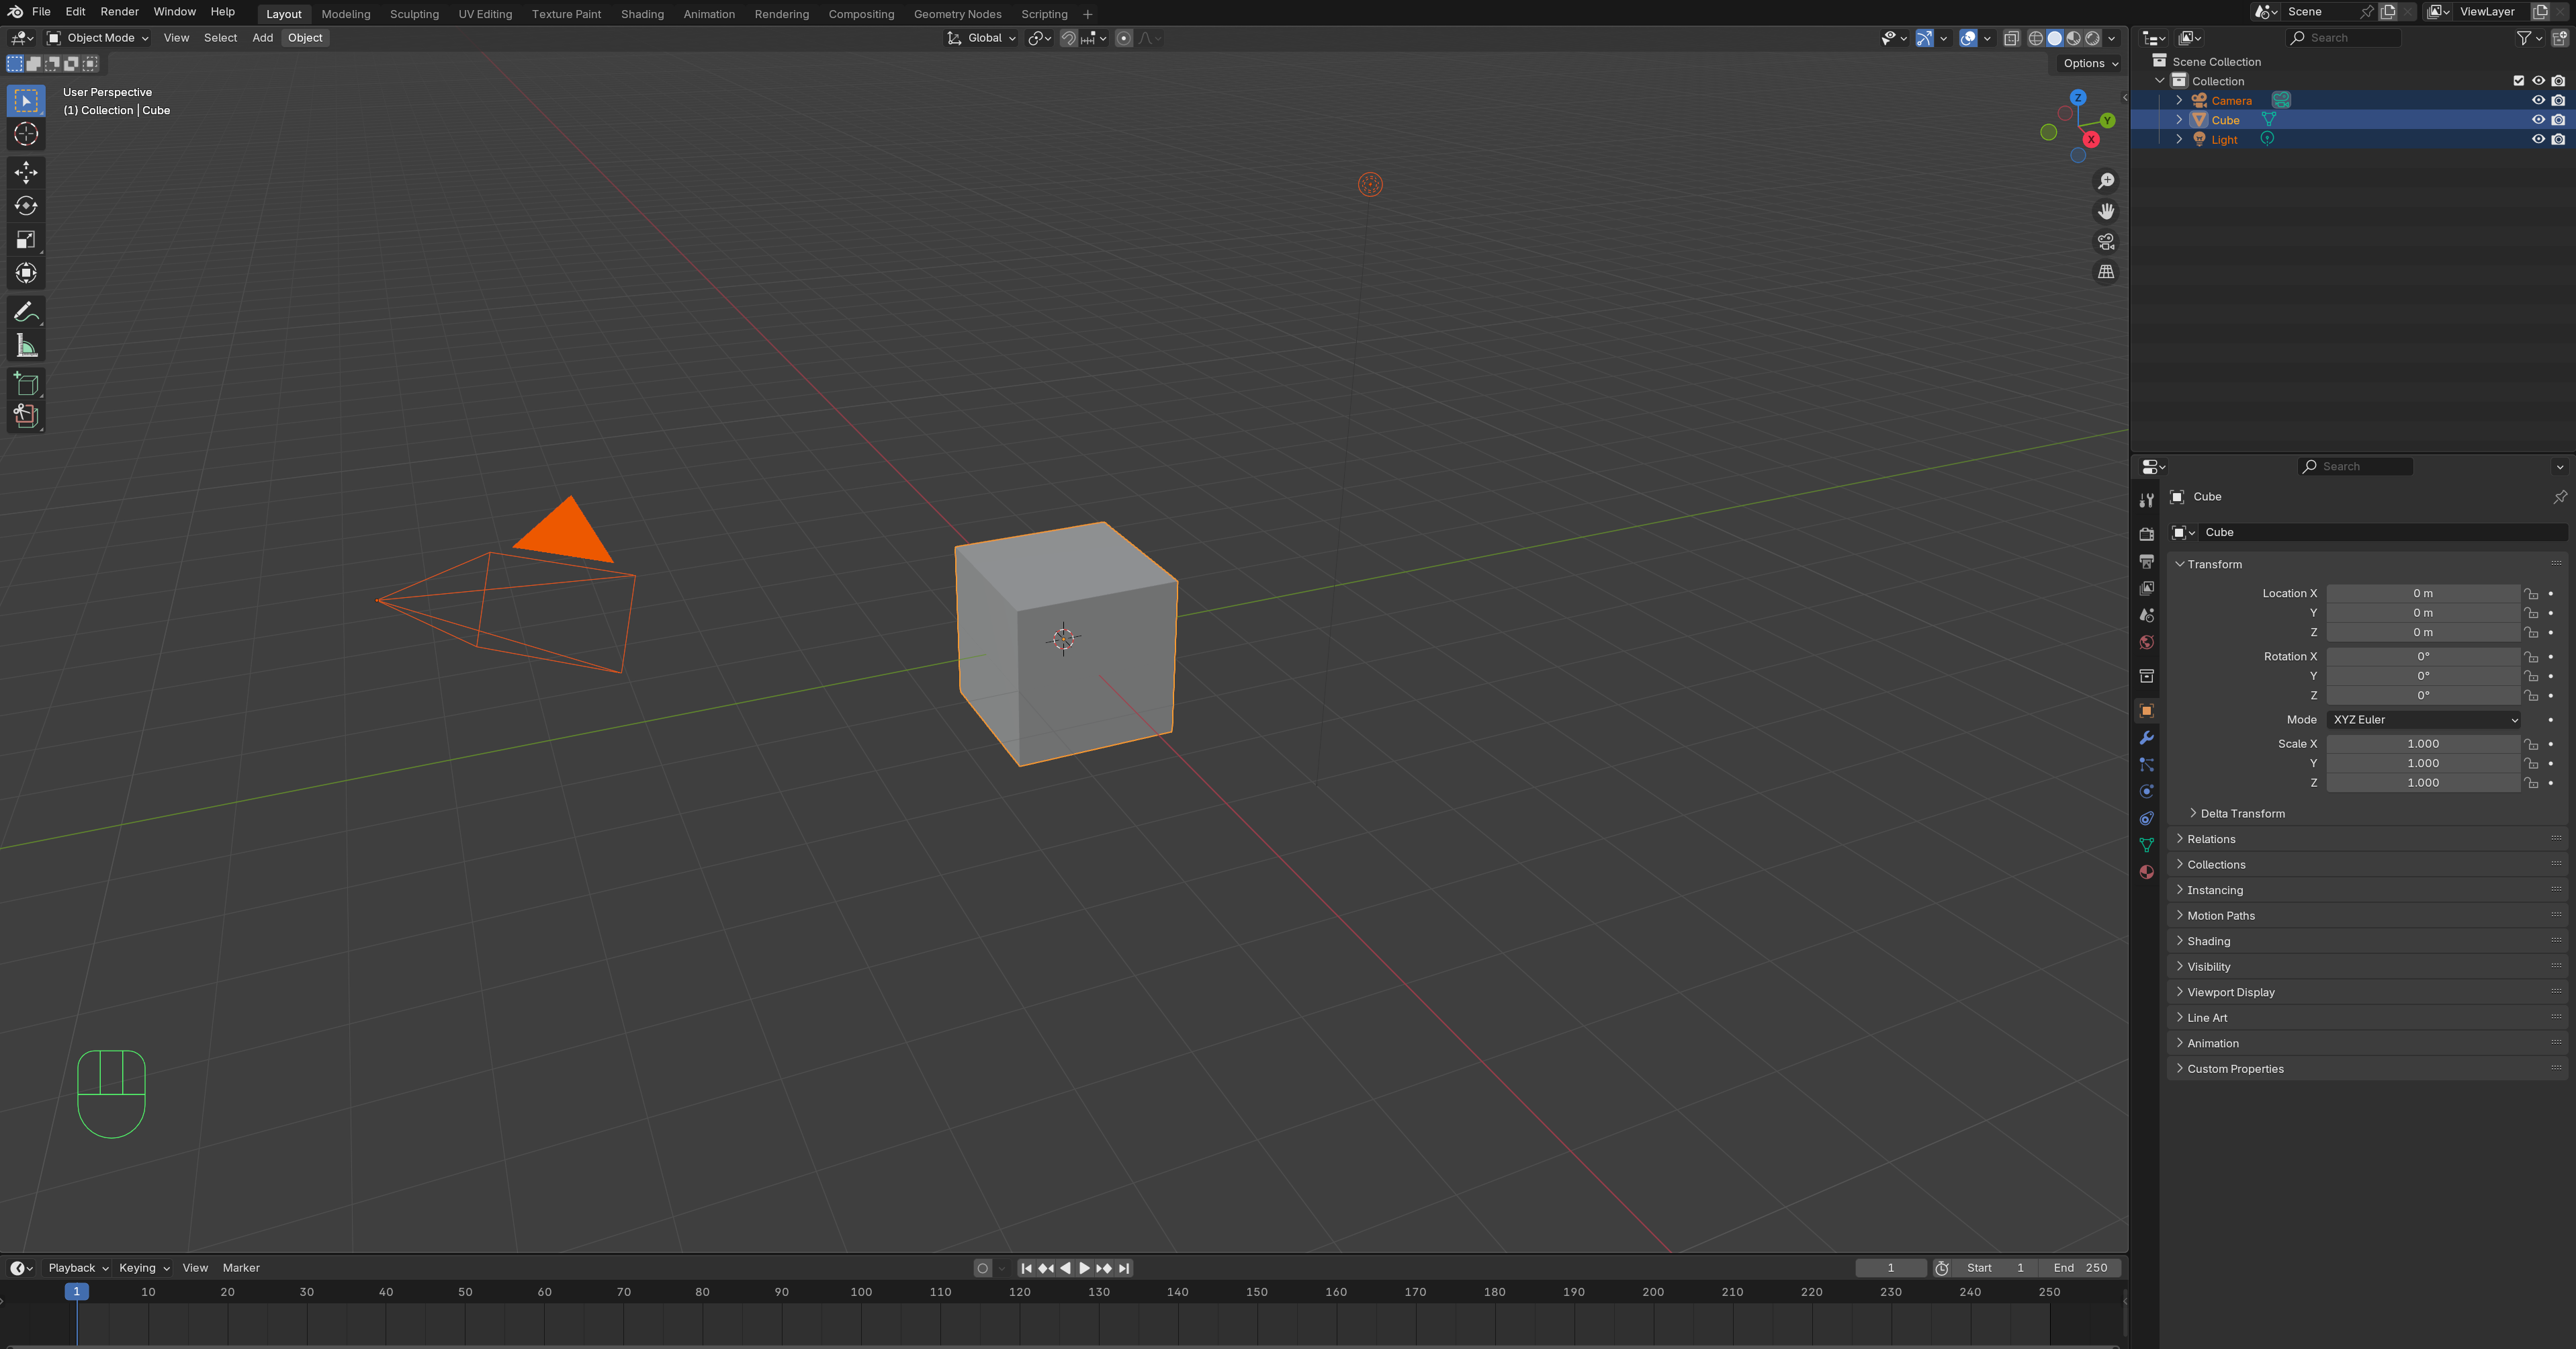 File Edit Render Window Help Layout Modeling Sculpting UV Editing Texture Paint Shading Animation Rendering Compositing Geometry Nodes Scripting + Scene ViewLayer
Object Mode View Select Add Object Global Search
Options
User Perspective
(1) Collection | Cube
Z
Y
X
Scene Collection
Collection
Camera
Cube
Light
Search
Cube
Cube
Transform
Location X 0 m
Y 0 m
Z 0 m
Rotation X 0°
Y 0°
Z 0°
Mode XYZ Euler
Scale X 1.000
Y 1.000
Z 1.000
Delta Transform
Relations
Collections
Instancing
Motion Paths
Shading
Visibility
Viewport Display
Line Art
Animation
Custom Properties
Playback Keying View Marker 1 Start 1 End 250
1 10 20 30 40 50 60 70 80 90 100 110 120 130 140 150 160 170 180 190 200 210 220 230 240 250